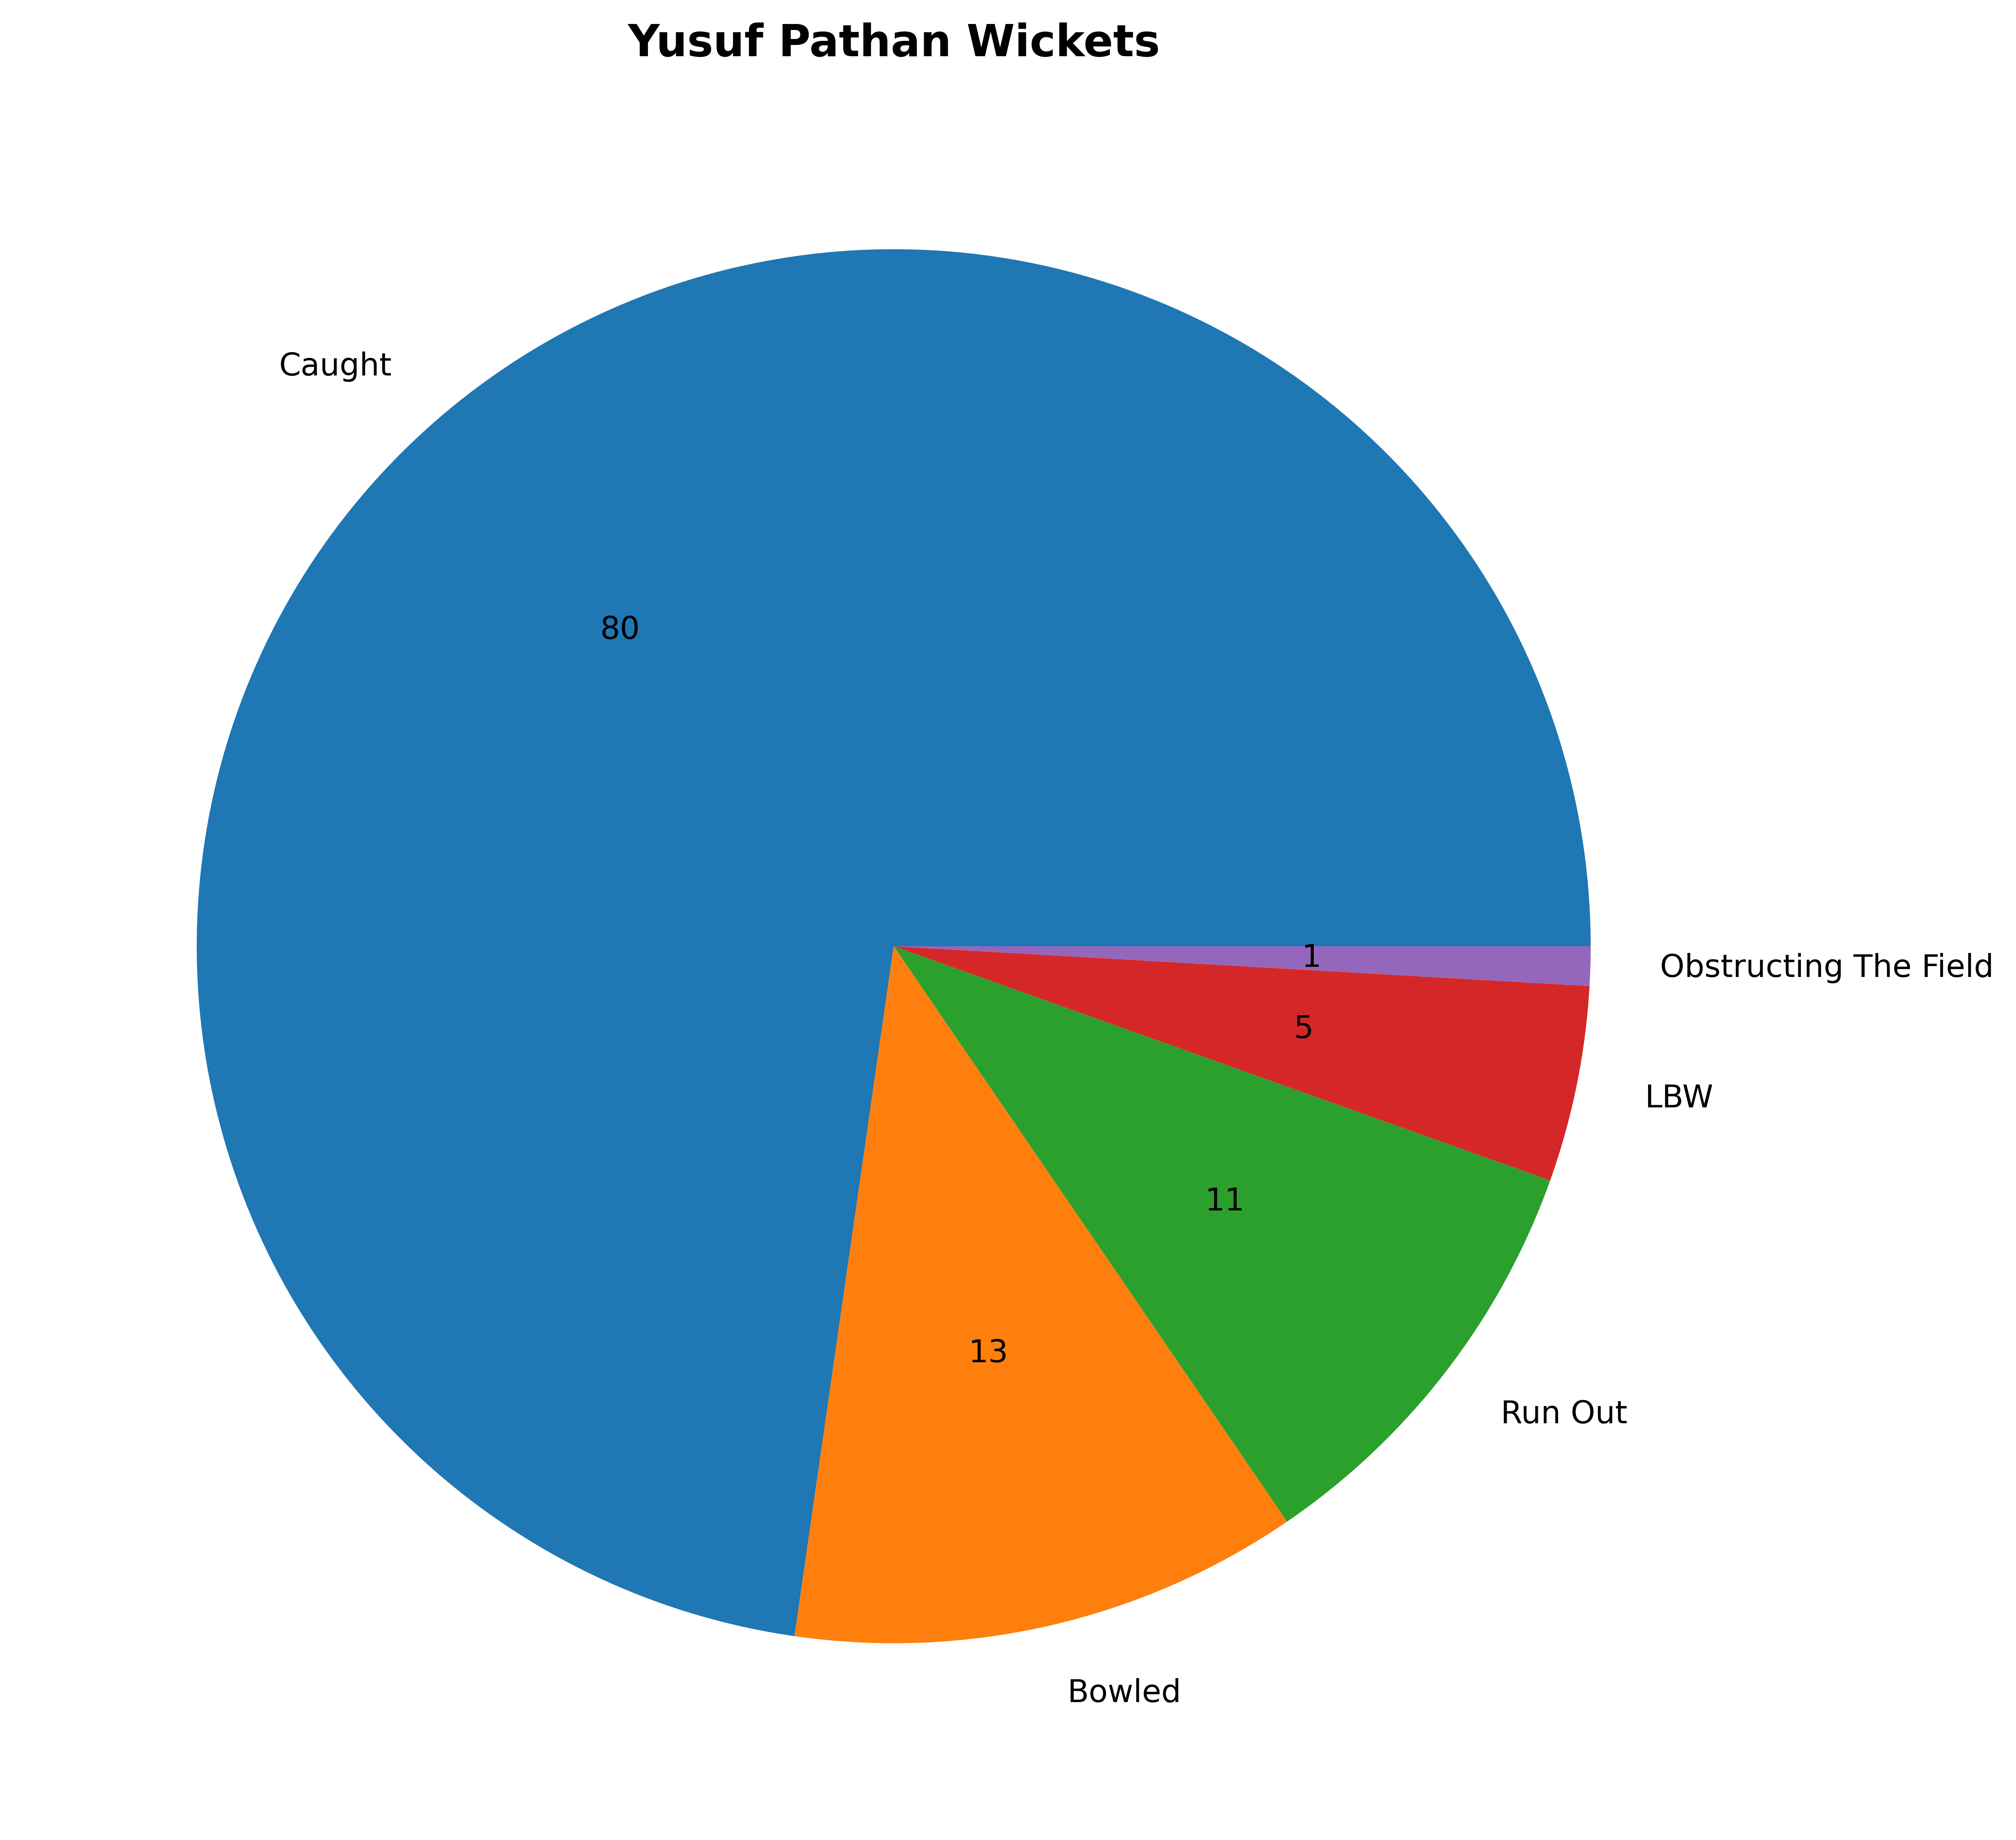 Yusuf Pathan Wickets
Caught
80
1
Obstructing The Field
5
LBW
11
13
Run Out
Bowled